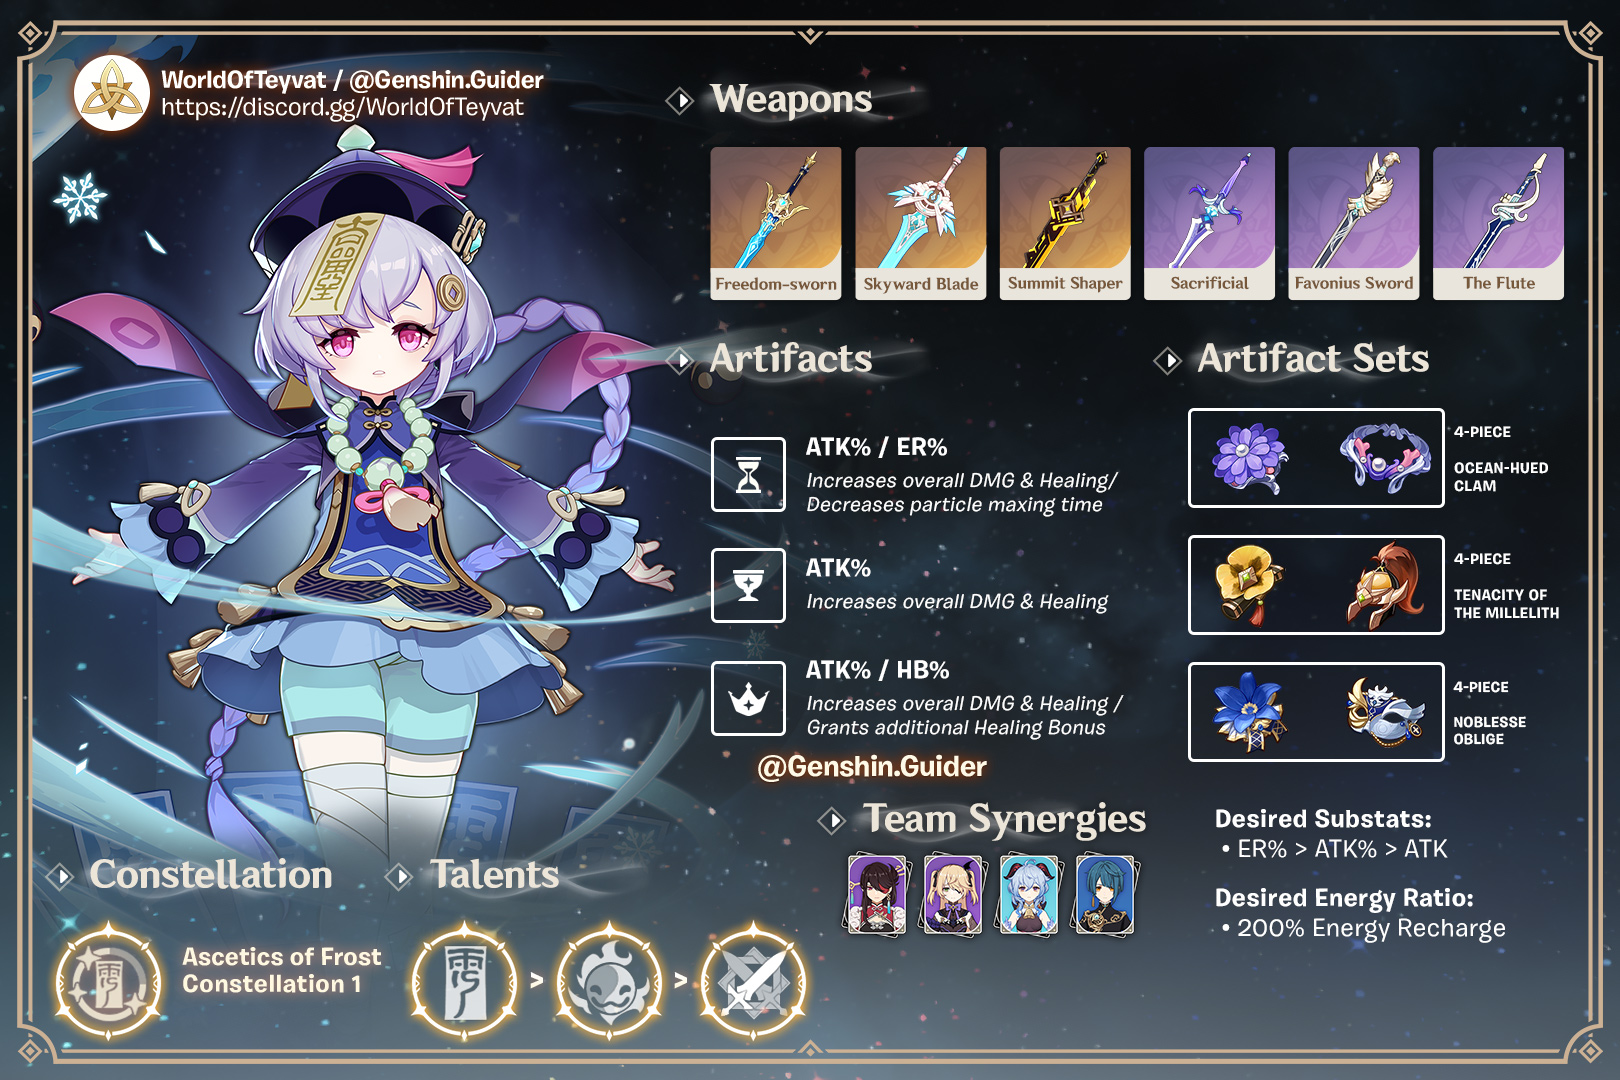 WorldOfTeyvat / @Genshin.Guider
https://discord.gg/WorldOfTeyvat
Weapons
Freedom-sworn
Skyward Blade
Summit Shaper
Sacrificial
Favonius Sword
The Flute
Artifacts
ATK% / ER%
Increases overall DMG & Healing/
Decreases particle maxing time
ATK%
Increases overall DMG & Healing
ATK% / HB%
Increases overall DMG & Healing /
Grants additional Healing Bonus
@Genshin.Guider
Artifact Sets
4-PIECE
OCEAN-HUED
CLAM
4-PIECE
TENACITY OF
THE MILLELITH
4-PIECE
NOBLESSE
OBLIGE
Team Synergies
Desired Substats:
• ER% > ATK% > ATK
Desired Energy Ratio:
• 200% Energy Recharge
Constellation
Ascetics of Frost
Constellation 1
Talents
> >